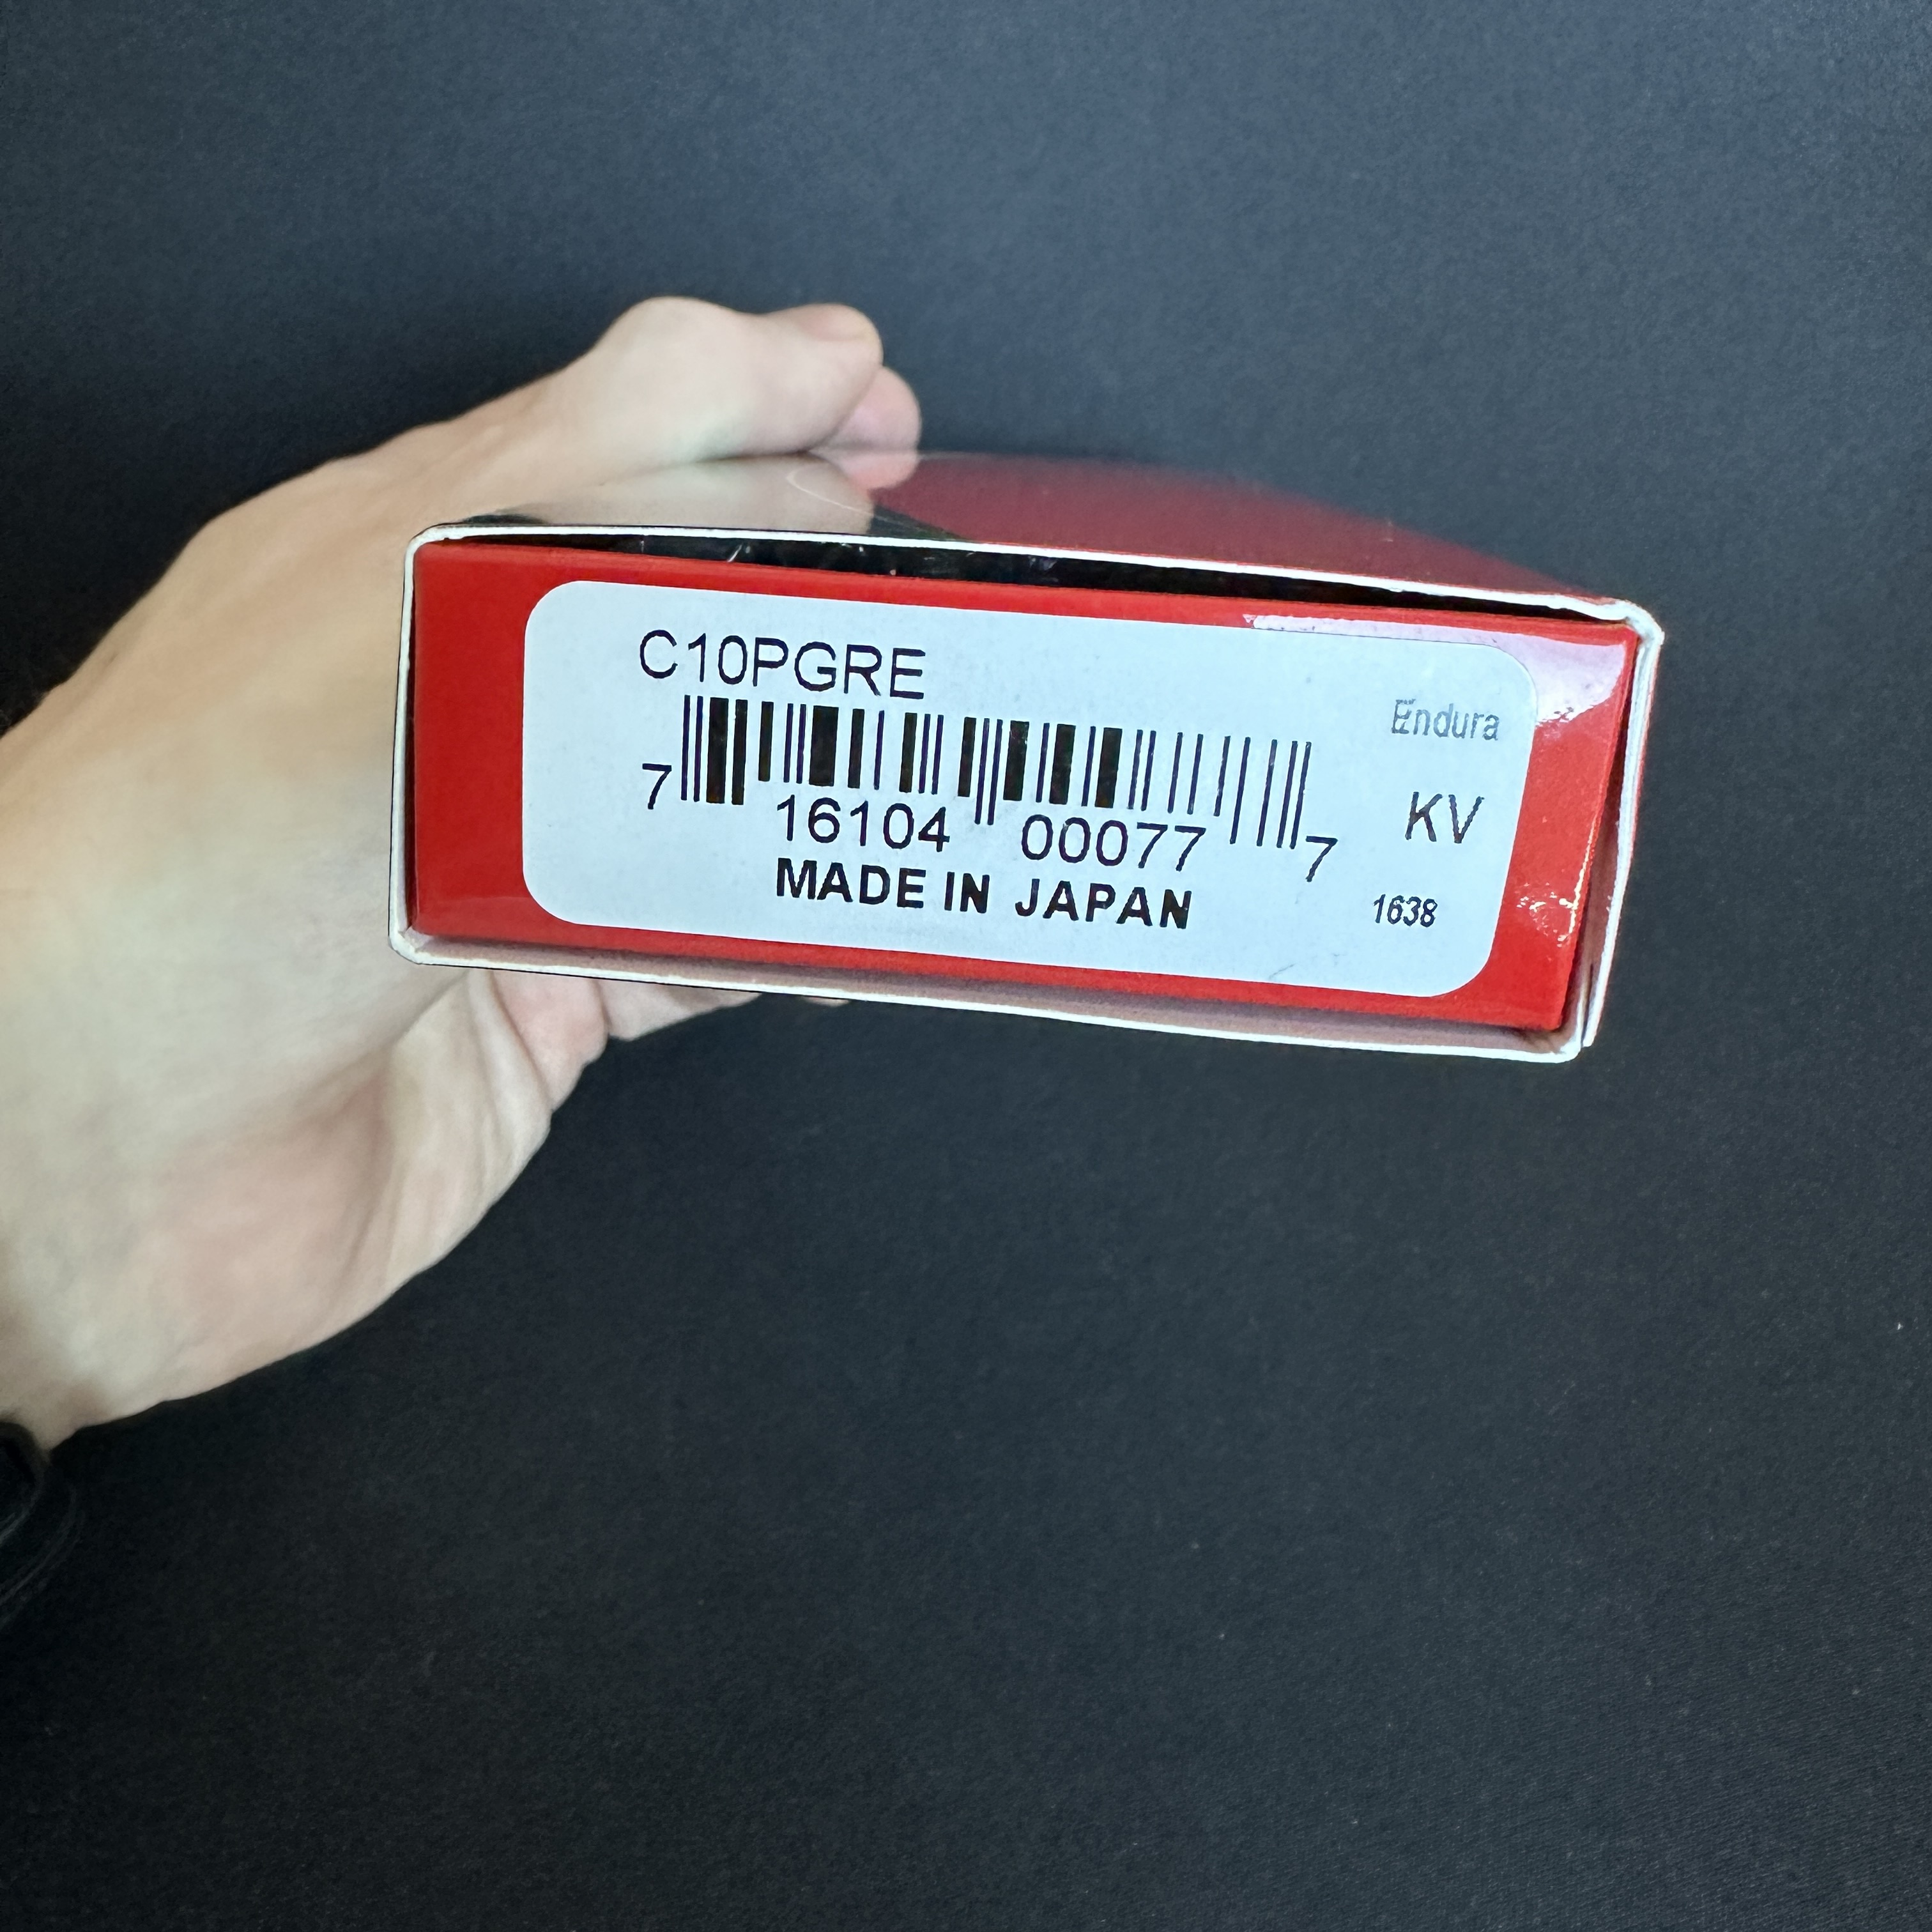 C10PGRE
Endura
7 16104 00077 7
KV
MADE IN JAPAN
1638